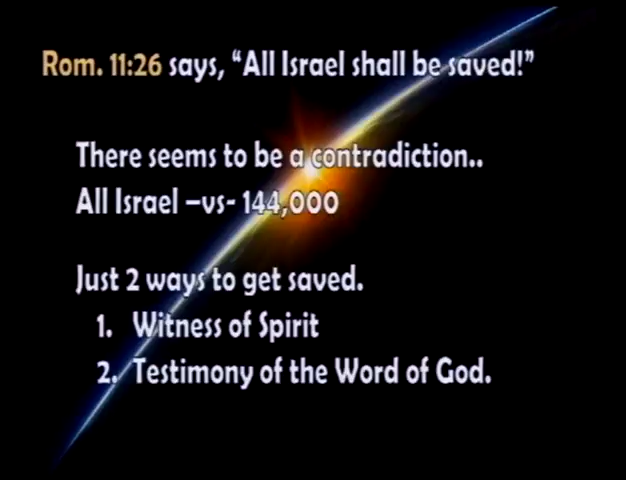 Rom. 11:26 says, “All Israel shall be saved!”
There seems to be a contradiction..
All Israel –vs- 144,000
Just 2 ways to get saved.
1. Witness of Spirit
2. Testimony of the Word of God.